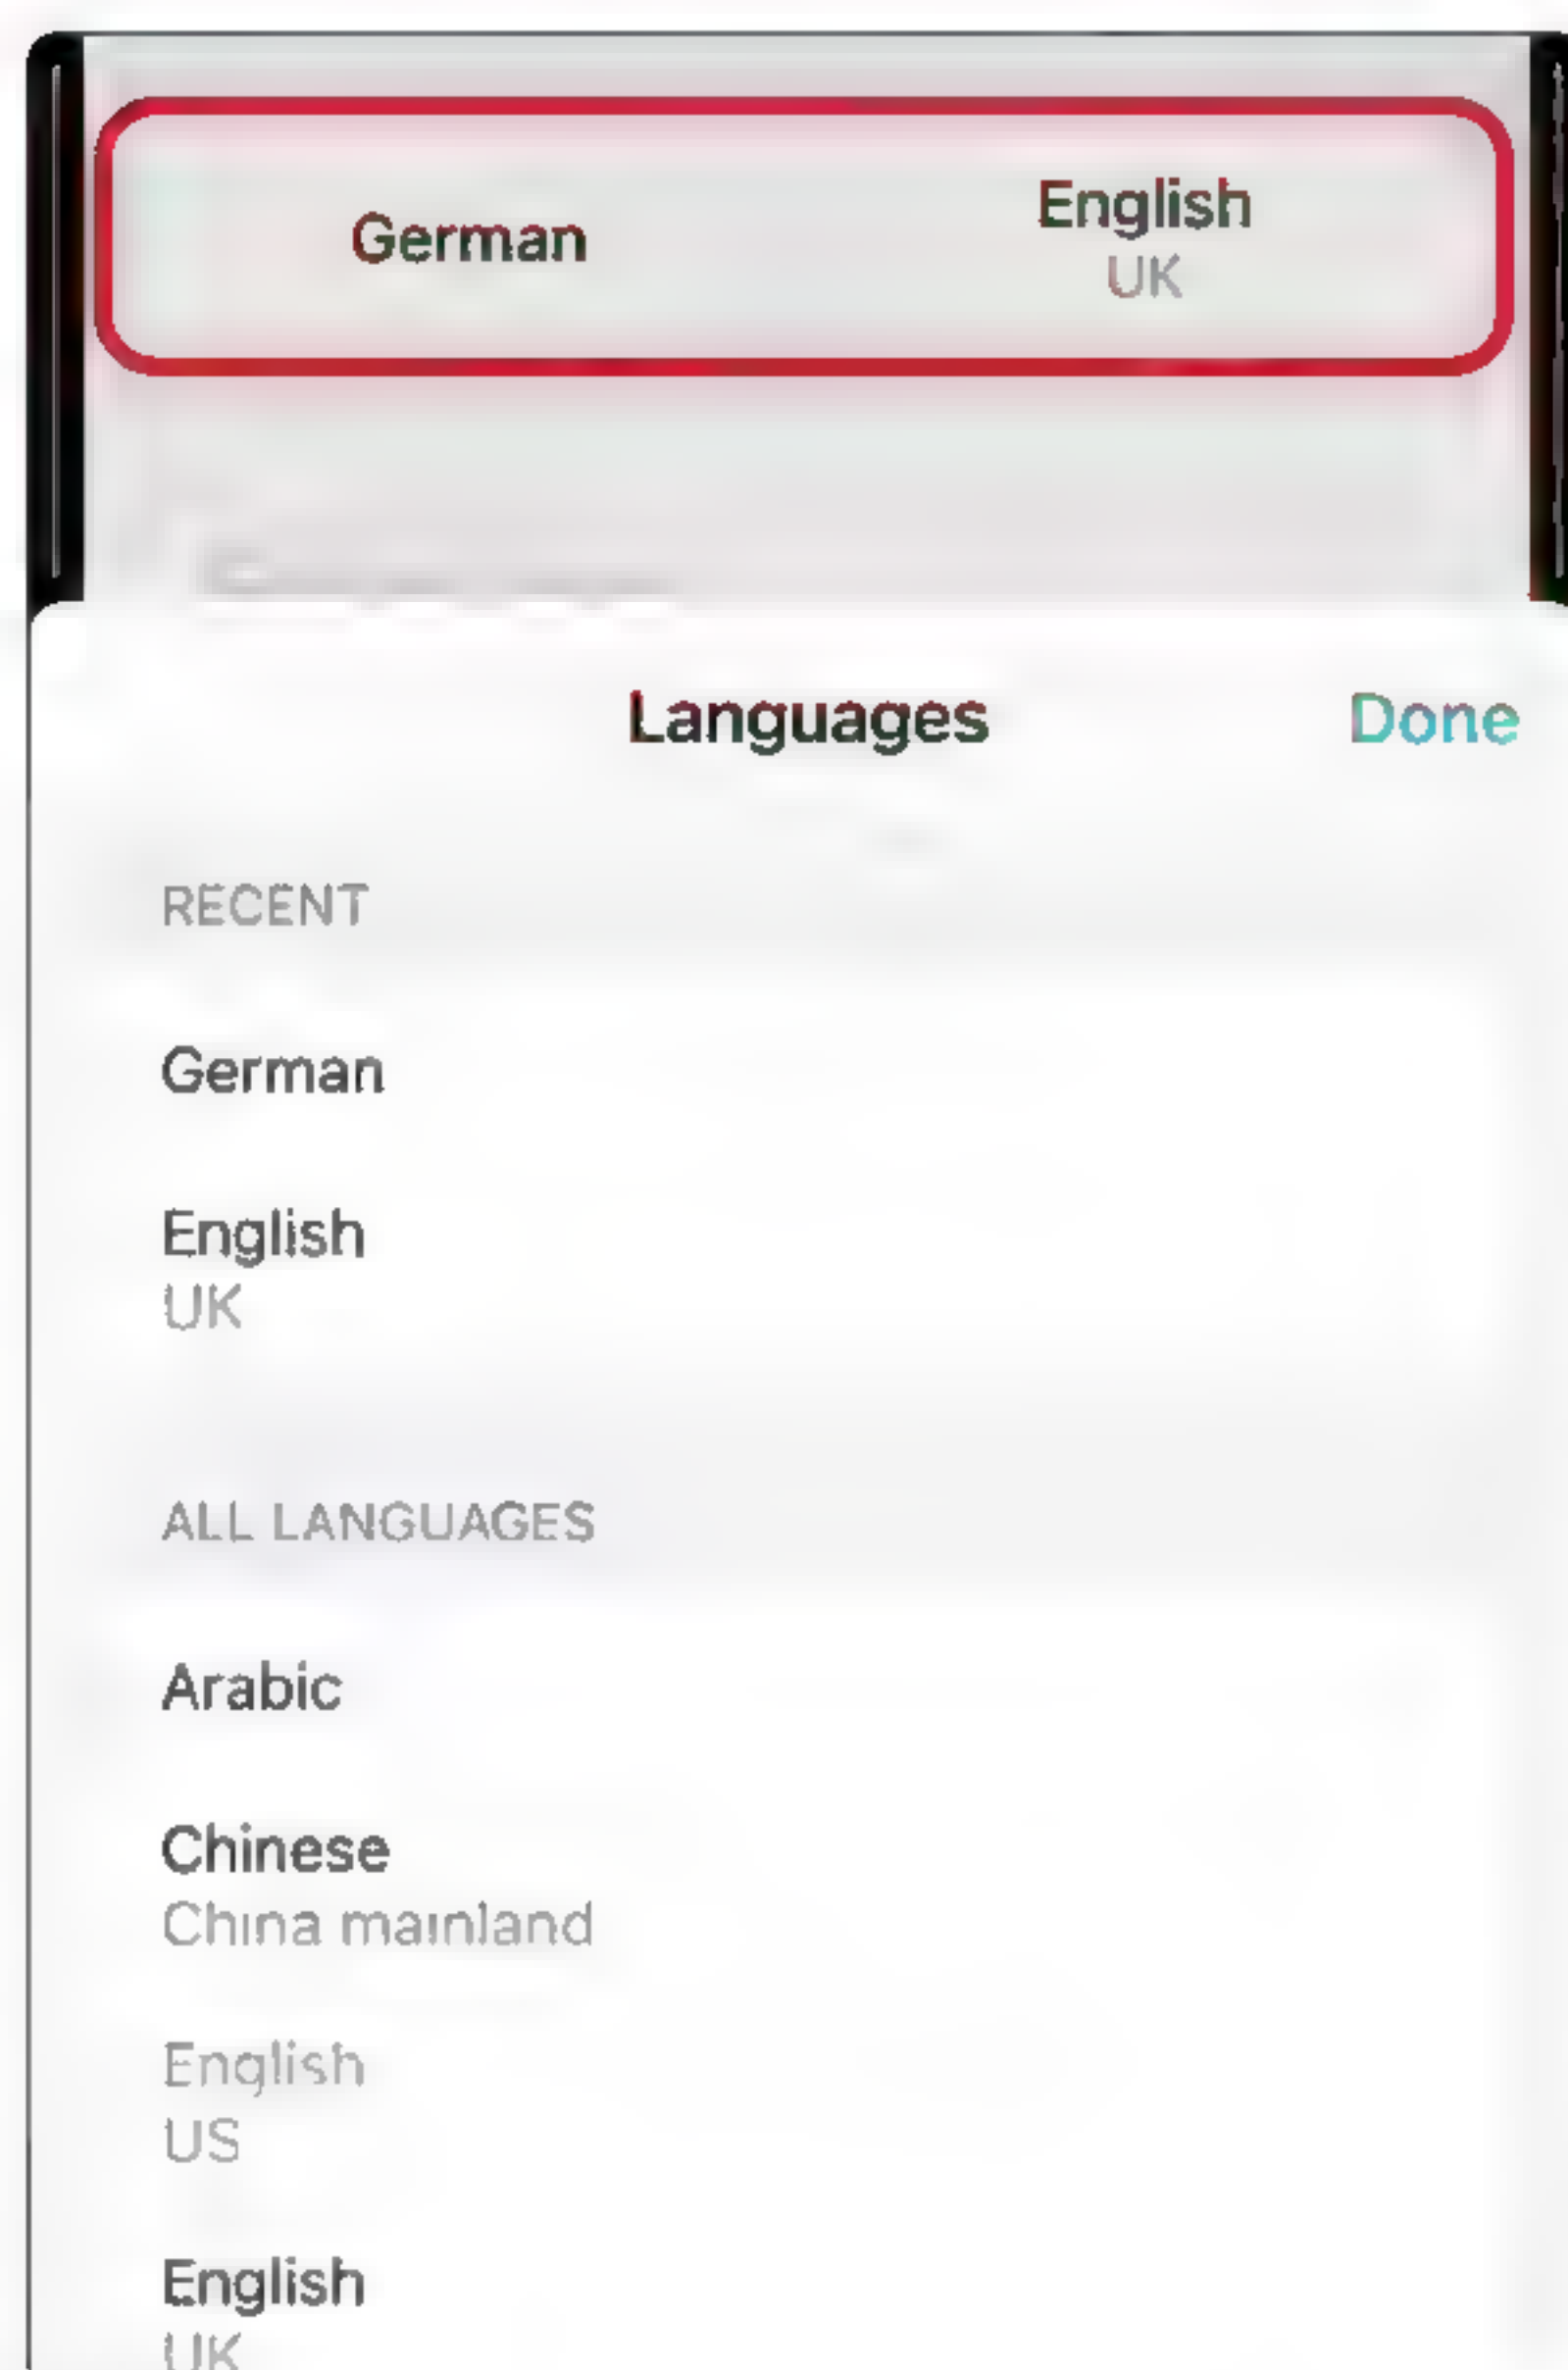 German
English
UK
Languages
Done
RECENT
German
English
UK
ALL LANGUAGES
Arabic
Chinese
China mainland
English
US
English
UK